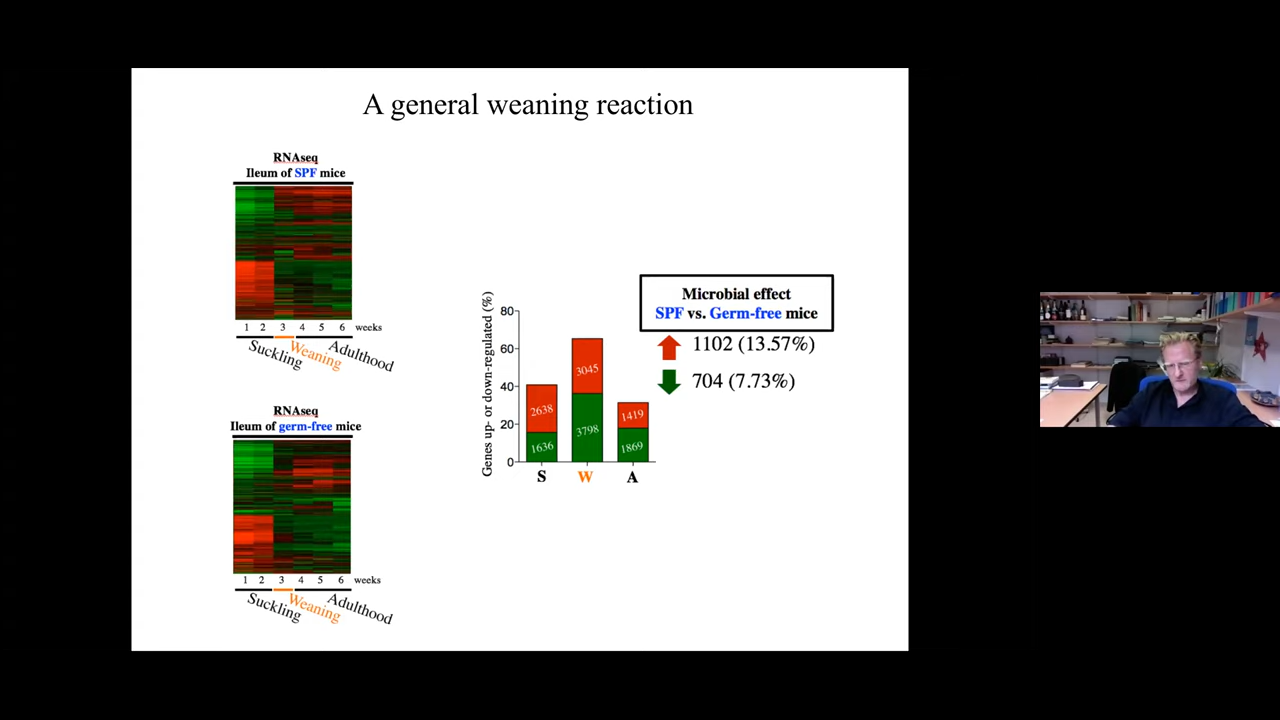 A general weaning reaction
RNAseq
Ileum of SPF mice
1 2 3 4 5 6 weeks
Suckling Weaning Adulthood
RNAseq
Ileum of germ-free mice
1 2 3 4 5 6 weeks
Suckling Weaning Adulthood
Genes up- or down-regulated (%)
80
60
40
20
0
2638
1636
3045
3798
1419
1869
S W A
Microbial effect
SPF vs. Germ-free mice
1102 (13.57%)
704 (7.73%)